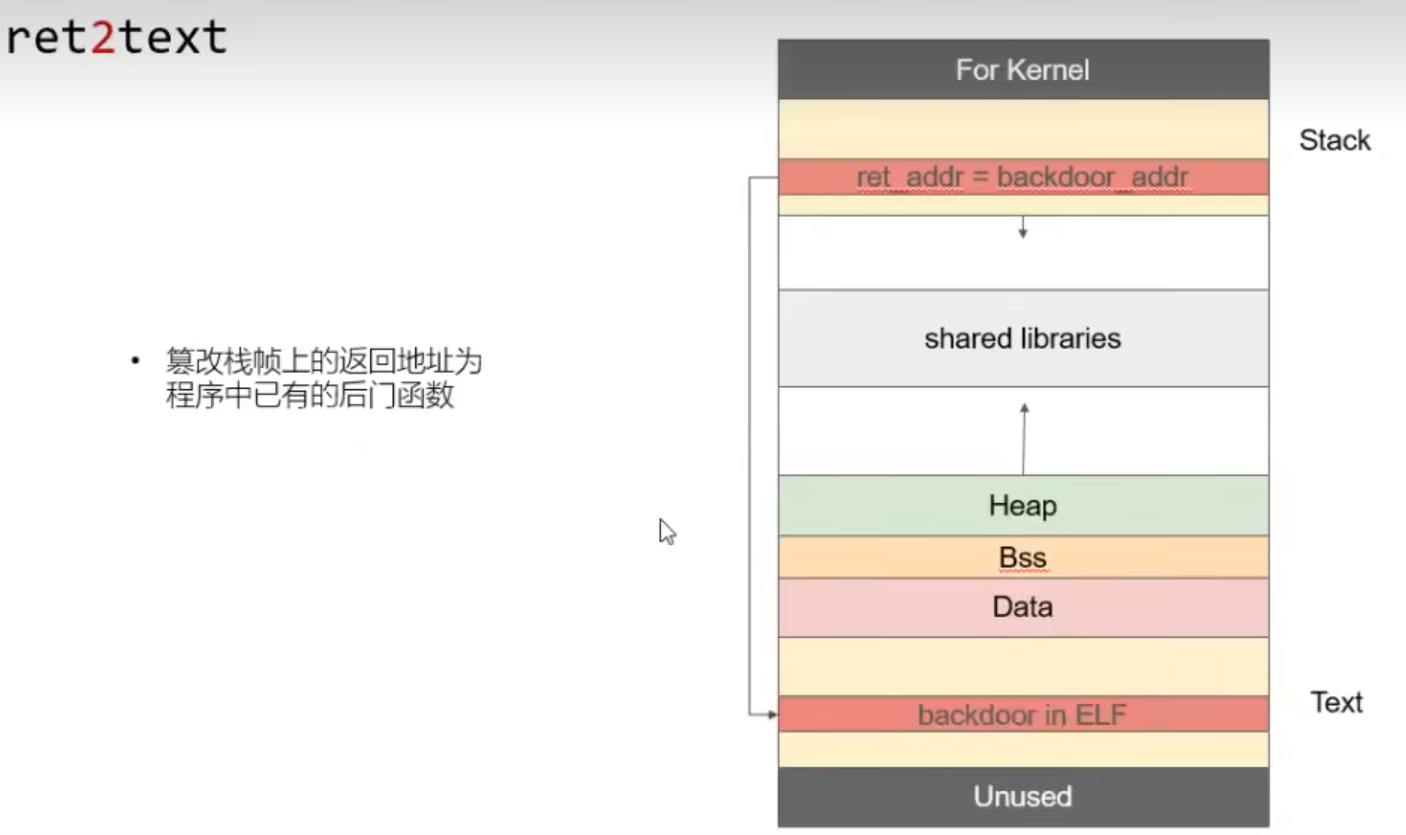 ret2text
For Kernel
Stack
ret_addr = backdoor_addr
shared libraries
• 篡改栈帧上的返回地址为
程序中已有的后门函数
Heap
Bss
Data
Text
backdoor in ELF
Unused